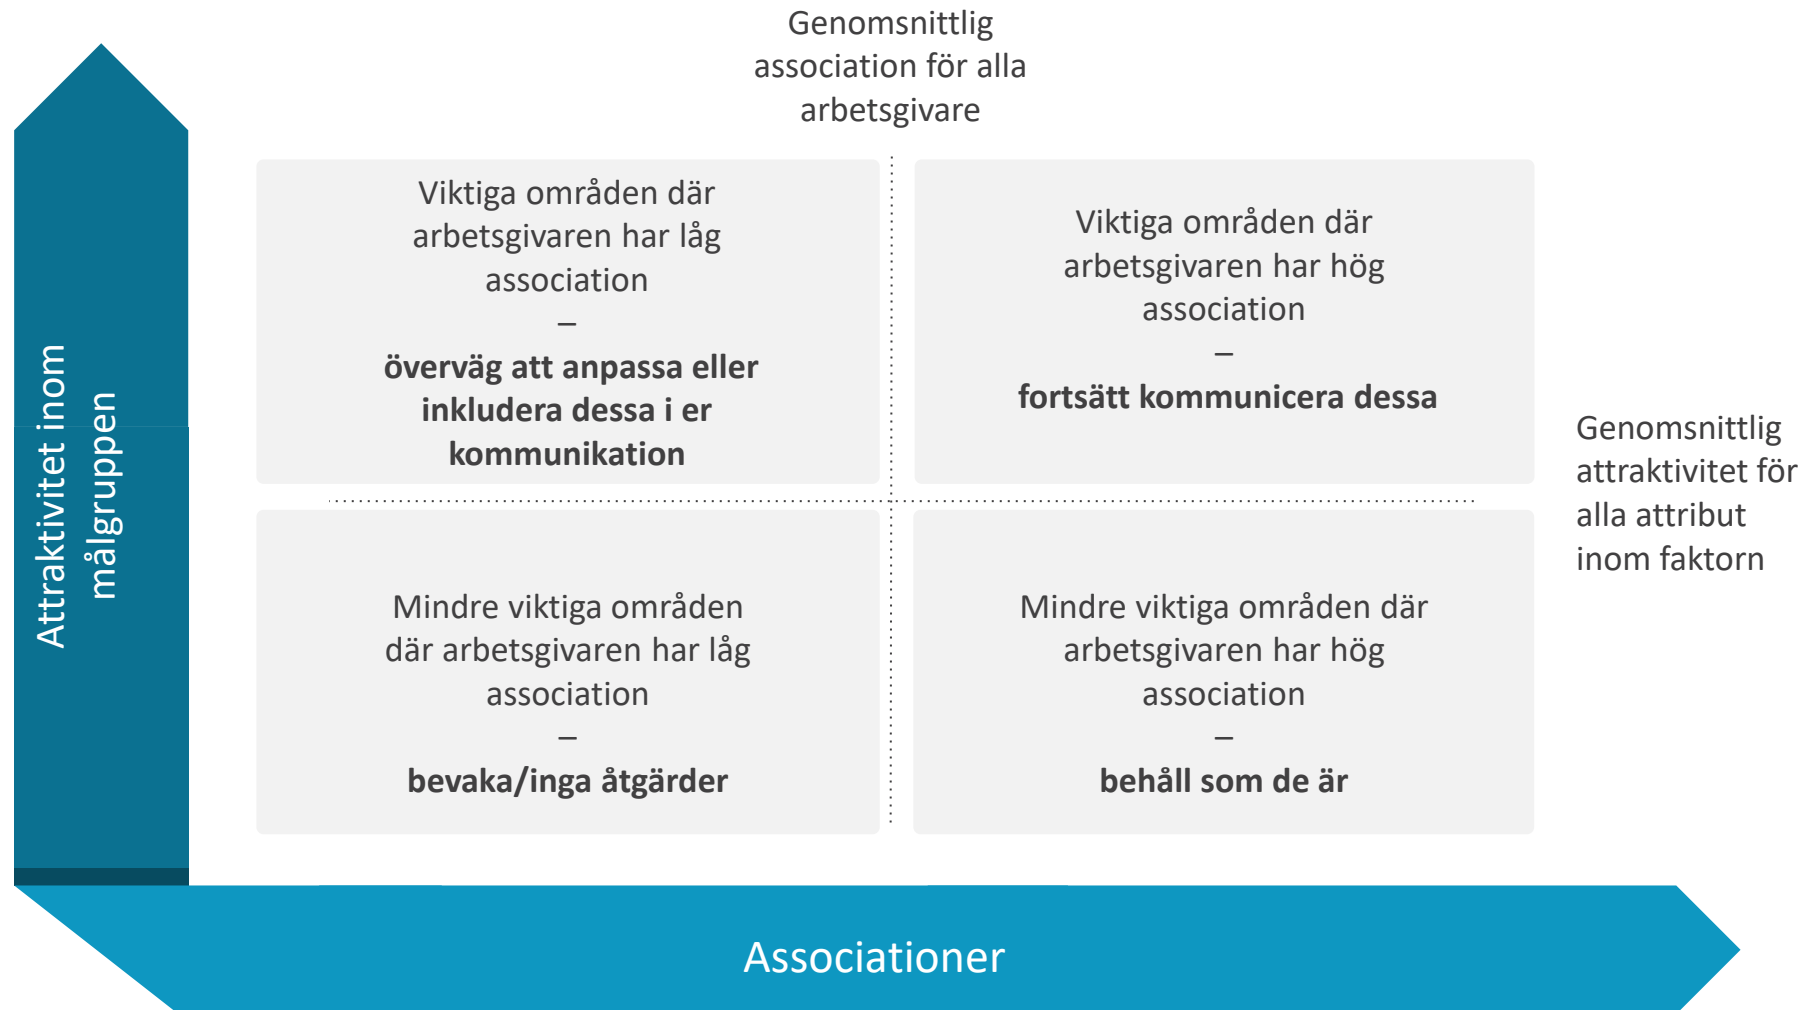 Genomsnittlig
association för alla
arbetsgivare
Viktiga områden där
arbetsgivaren har låg
association
–
överväg att anpassa eller
inkludera dessa i er
kommunikation
Viktiga områden där
arbetsgivaren har hög
association
–
fortsätt kommunicera dessa
Attraktivitet inom
målgruppen
Genomsnittlig
attraktivitet för
alla attribut
inom faktorn
Mindre viktiga områden
där arbetsgivaren har låg
association
–
bevaka/inga åtgärder
Mindre viktiga områden där
arbetsgivaren har hög
association
–
behåll som de är
Associationer